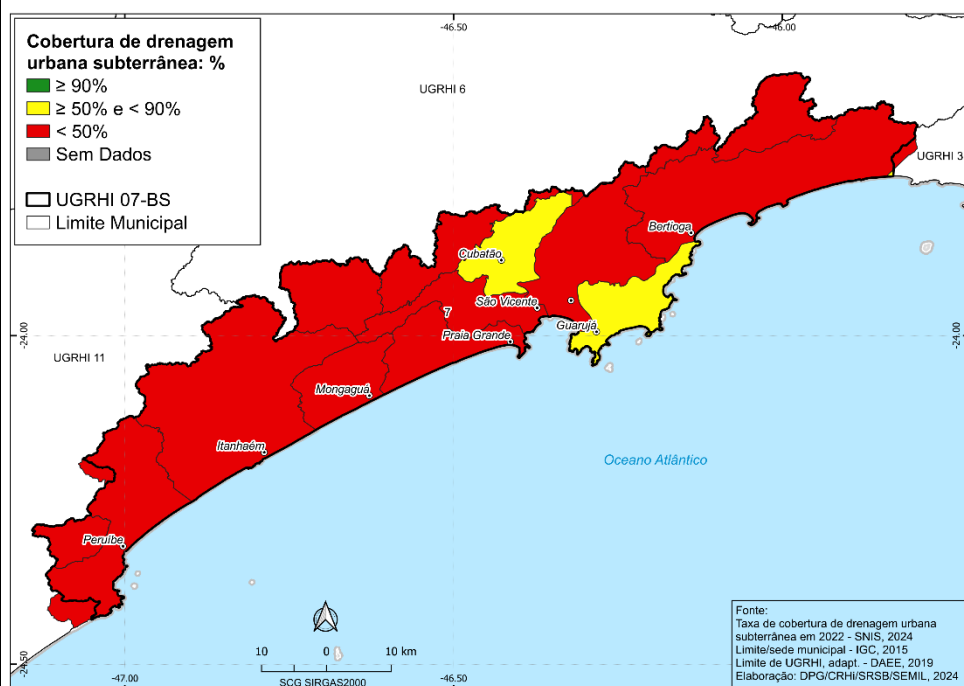 -46.50
-46.00
Cobertura de drenagem
urbana subterrânea: %
≥ 90%
≥ 50% e < 90%
< 50%
Sem Dados
UGRHI 07-BS
Limite Municipal
UGRHI 6
UGRHI 3
Bertioga
Cubatão
São Vicente
7
Guarujá
Praia Grande
-24.00
-24.00
UGRHI 11
Mongaguá
Itanhaém
Oceano Atlântico
Peruíbe
10 0 10 km
SCG SIRGAS2000
Fonte:
Taxa de cobertura de drenagem urbana
subterrânea em 2022 - SNIS, 2024
Limite/sede municipal - IGC, 2015
Limite de UGRHI, adapt. - DAEE, 2019
Elaboração: DPG/CRHi/SRSB/SEMIL, 2024
-24.50
-47.00
-46.50